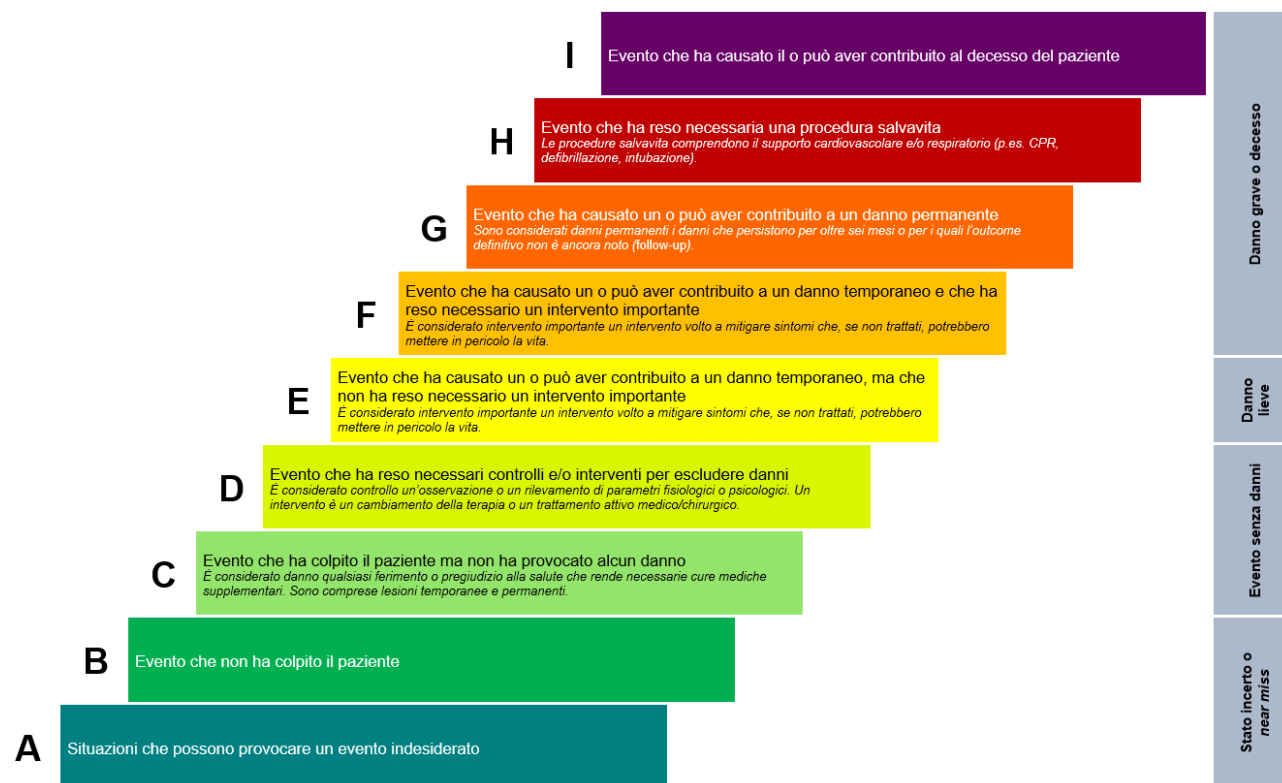 I
Evento che ha causato il o può aver contribuito al decesso del paziente
H
Evento che ha reso necessaria una procedura salvavita
Le procedure salvavita comprendono il supporto cardiovascolare e/o respiratorio (p.es. CPR,
defibrillazione, intubazione).
G
Evento che ha causato un o può aver contribuito a un danno permanente
Sono considerati danni permanenti i danni che persistono per oltre sei mesi o per i quali l'outcome
definitivo non è ancora noto (follow-up).
F
Evento che ha causato un o può aver contribuito a un danno temporaneo e che ha
reso necessario un intervento importante
È considerato intervento importante un intervento volto a mitigare sintomi che, se non trattati, potrebbero
mettere in pericolo la vita.
Danno grave o decesso
E
Evento che ha causato un o può aver contribuito a un danno temporaneo, ma che
non ha reso necessario un intervento importante
È considerato intervento importante un intervento volto a mitigare sintomi che, se non trattati, potrebbero
mettere in pericolo la vita.
Danno
lieve
D
Evento che ha reso necessari controlli e/o interventi per escludere danni
È considerato controllo un'osservazione o un rilevamento di parametri fisiologici o psicologici. Un
intervento è un cambiamento della terapia o un trattamento attivo medico/chirurgico.
C
Evento che ha colpito il paziente ma non ha provocato alcun danno
È considerato danno qualsiasi ferimento o pregiudizio alla salute che rende necessarie cure mediche
supplementari. Sono comprese lesioni temporanee e permanenti.
Evento senza danni
B
Evento che non ha colpito il paziente
A
Situazioni che possono provocare un evento indesiderato
Stato incerto o
near miss